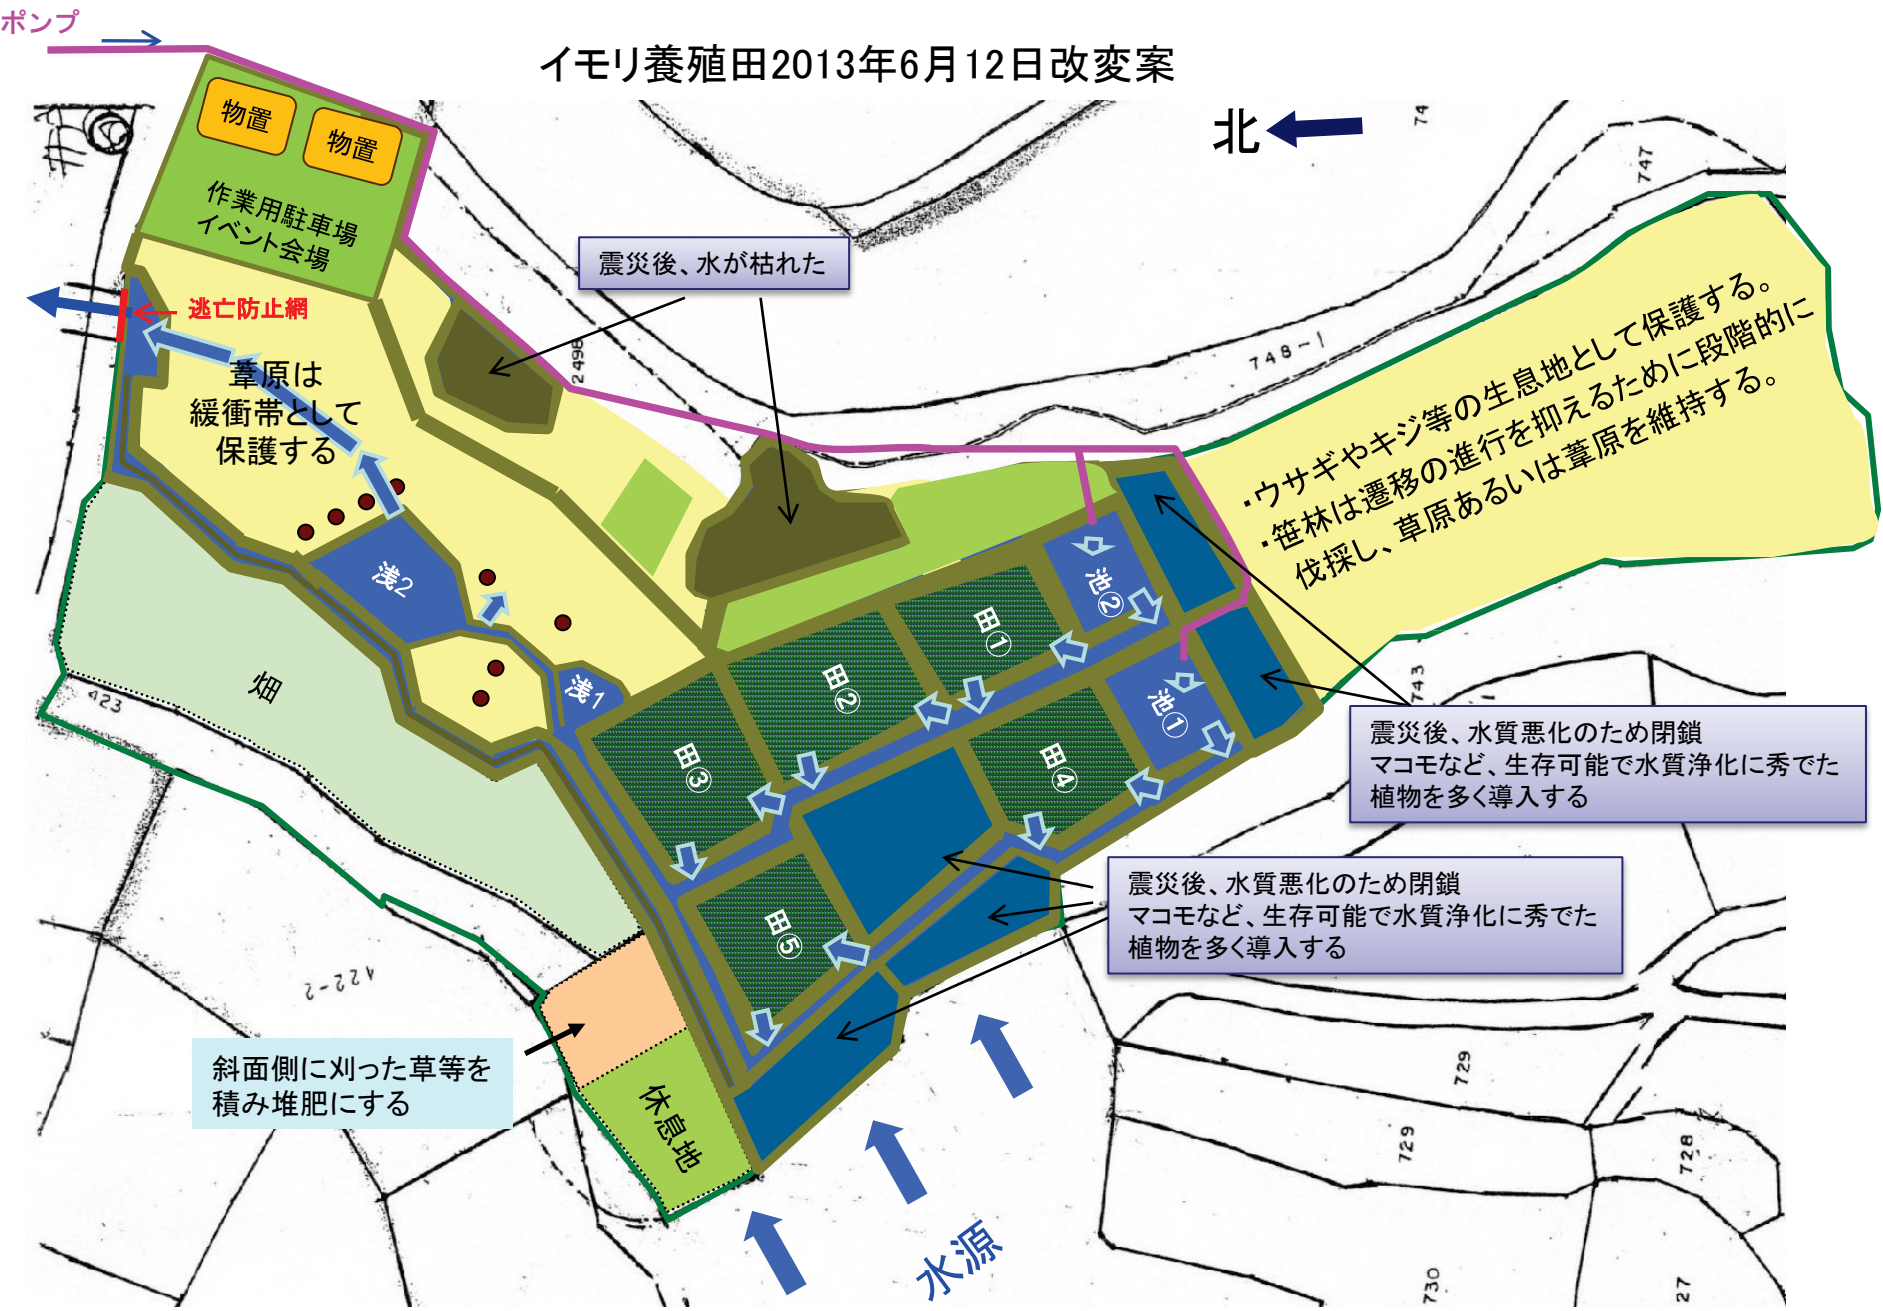 ポンプ
イモリ養殖田2013年6月12日改変案
北
物置
物置
作業用駐車場
イベント会場
震災後、水が枯れた
逃亡防止網
葦原は
緩衝帯として
保護する
・ウサギやキジ等の生息地として保護する。
・笹林は遷移の進行を抑えるために段階的に
伐採し、草原あるいは葦原を維持する。
74
747
2498
748-1
浅2
浅1
畑
423
池②
田①
田②
田③
池①
田④
田⑤
743
震災後、水質悪化のため閉鎖
マコモなど、生存可能で水質浄化に秀でた
植物を多く導入する
震災後、水質悪化のため閉鎖
マコモなど、生存可能で水質浄化に秀でた
植物を多く導入する
422-2
斜面側に刈った草等を
積み堆肥にする
休息地
水源
729
729
728
730
27